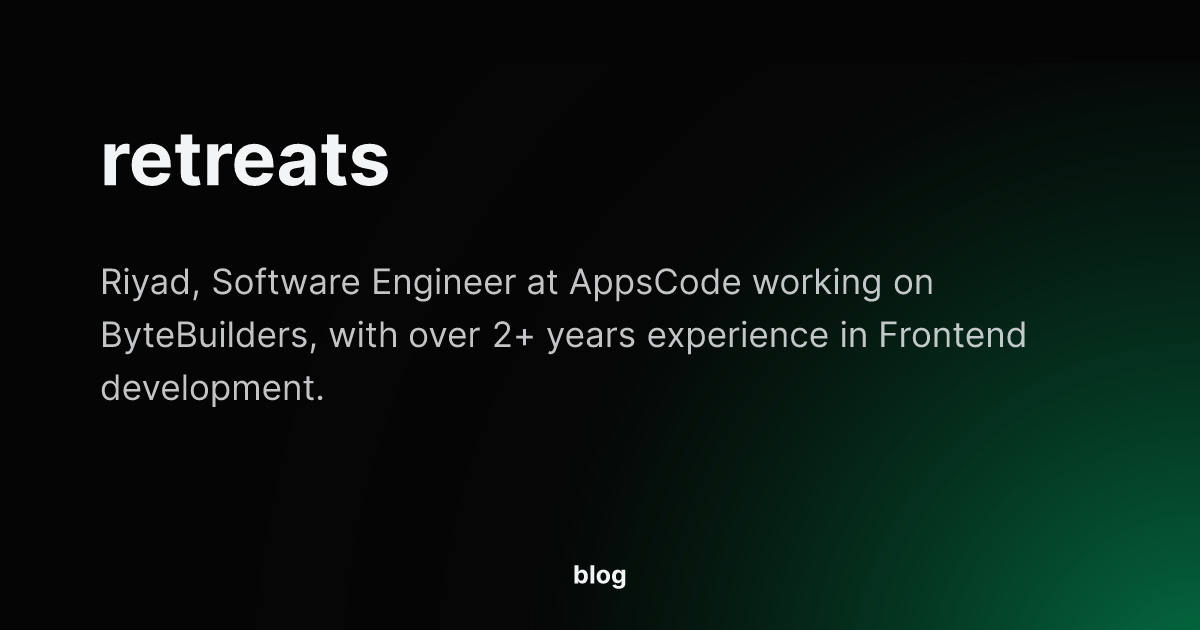 retreats
Riyad, Software Engineer at AppsCode working on
ByteBuilders, with over 2+ years experience in Frontend
development.
blog